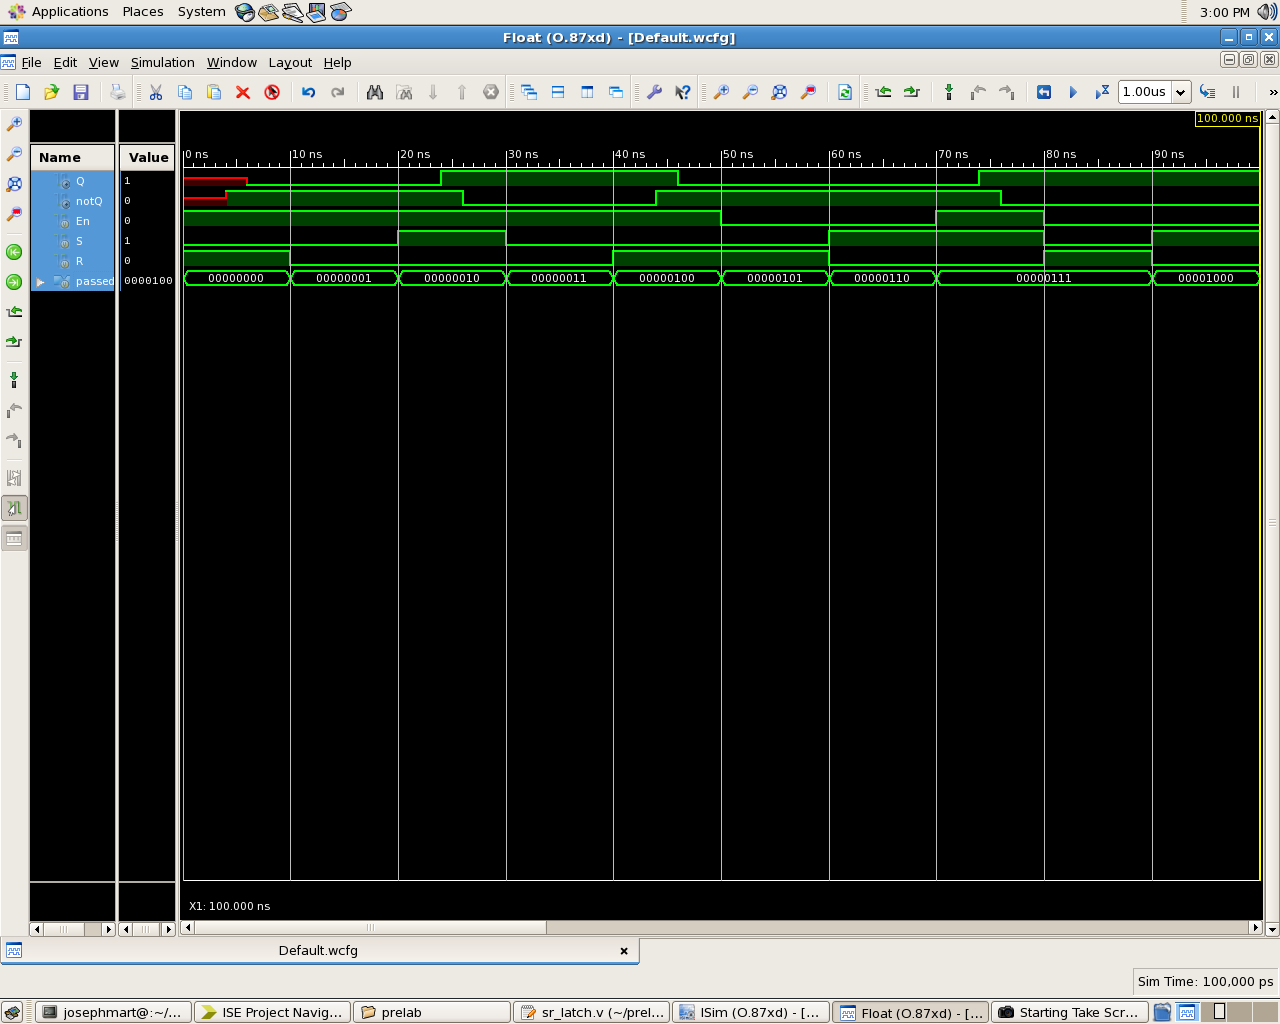 Applications Places System 3:00 PM
Float (O.87xd) - [Default.wcfg]
File Edit View Simulation Window Layout Help
1.00us »
100.000 ns
Name Value
0 ns 10 ns 20 ns 30 ns 40 ns 50 ns 60 ns 70 ns 80 ns 90 ns
Q 1
notQ 0
En 0
S 1
R 0
passed 0000100 00000000 00000001 00000010 00000011 00000100 00000101 00000110 00000111 00001000
X1: 100.000 ns
Default.wcfg
Sim Time: 100,000 ps
josephmart@:~/... ISE Project Navig... prelab sr_latch.v (~/prel... ISim (O.87xd) - [... Float (O.87xd) - [... Starting Take Scr...